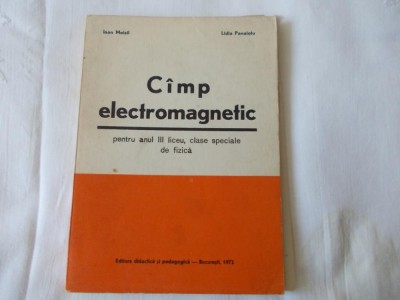 Ioan Moisil Lidia Panaiotu
Cîmp
electromagnetic
pentru anul III liceu, clase speciale
de fizică
Editura didactică și pedagogică — București, 1973